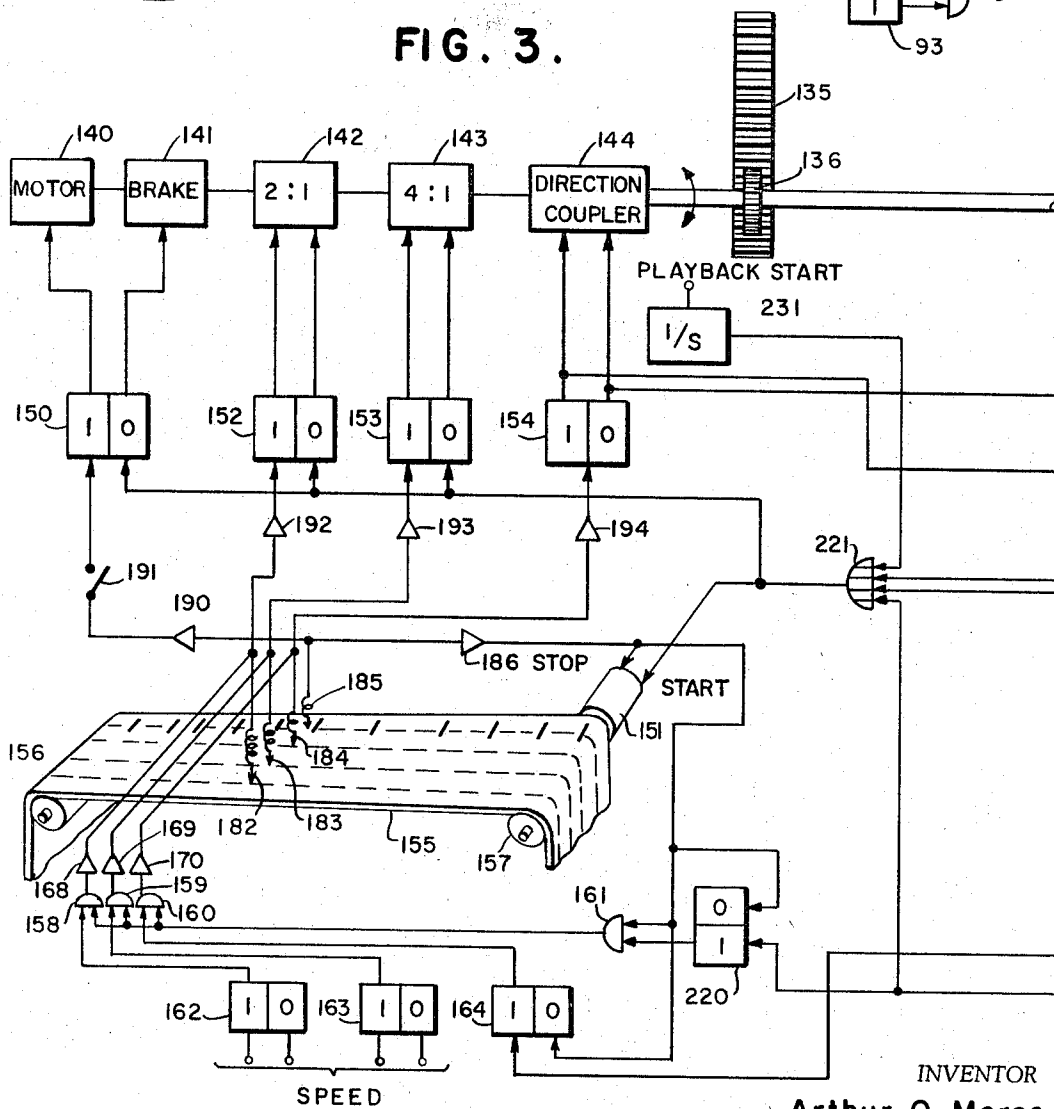 1
93
FIG. 3.
135
140 141 142 143 144 136
MOTOR BRAKE 2:1 4:1 DIRECTION COUPLER
PLAYBACK START
231
1/S
150 1 0 152 1 0 153 1 0 154 1 0
192 193 194
221
191
190
186 STOP
START
185
151
156
184
182 183
155
157
169
168 170
159
158 160
161
0
1
220
162 1 0 163 1 0 164 1 0
SPEED
INVENTOR
Arthur O. Morse